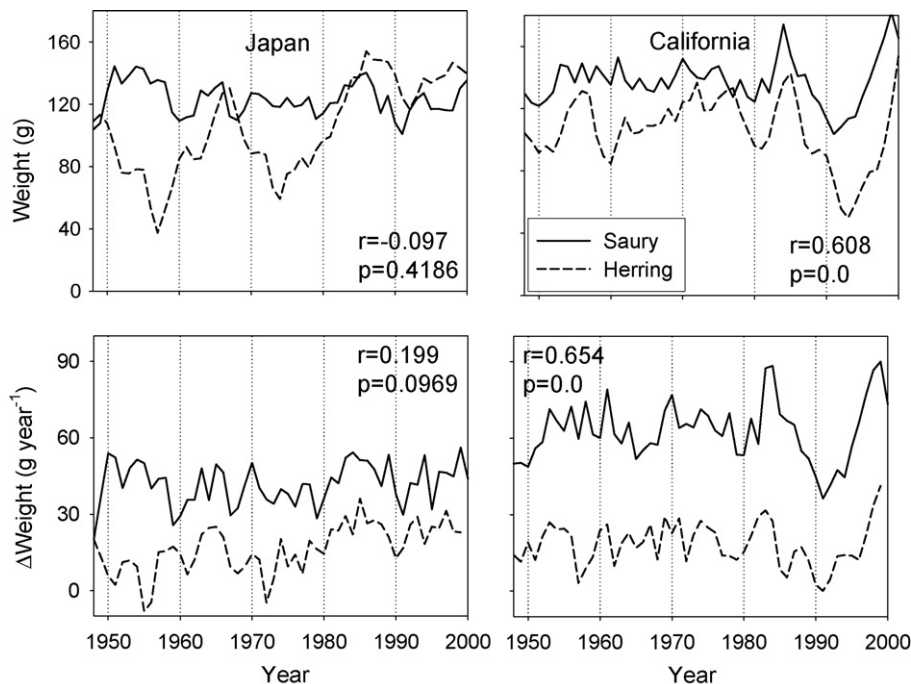 Japan
California
Weight (g)
160
120
80
40
0
r=-0.097
p=0.4186
Saury
Herring
r=0.608
p=0.0
ΔWeight (g year⁻¹)
90
60
30
0
r=0.199
p=0.0969
r=0.654
p=0.0
1950 1960 1970 1980 1990 2000
1950 1960 1970 1980 1990 2000
Year
Year